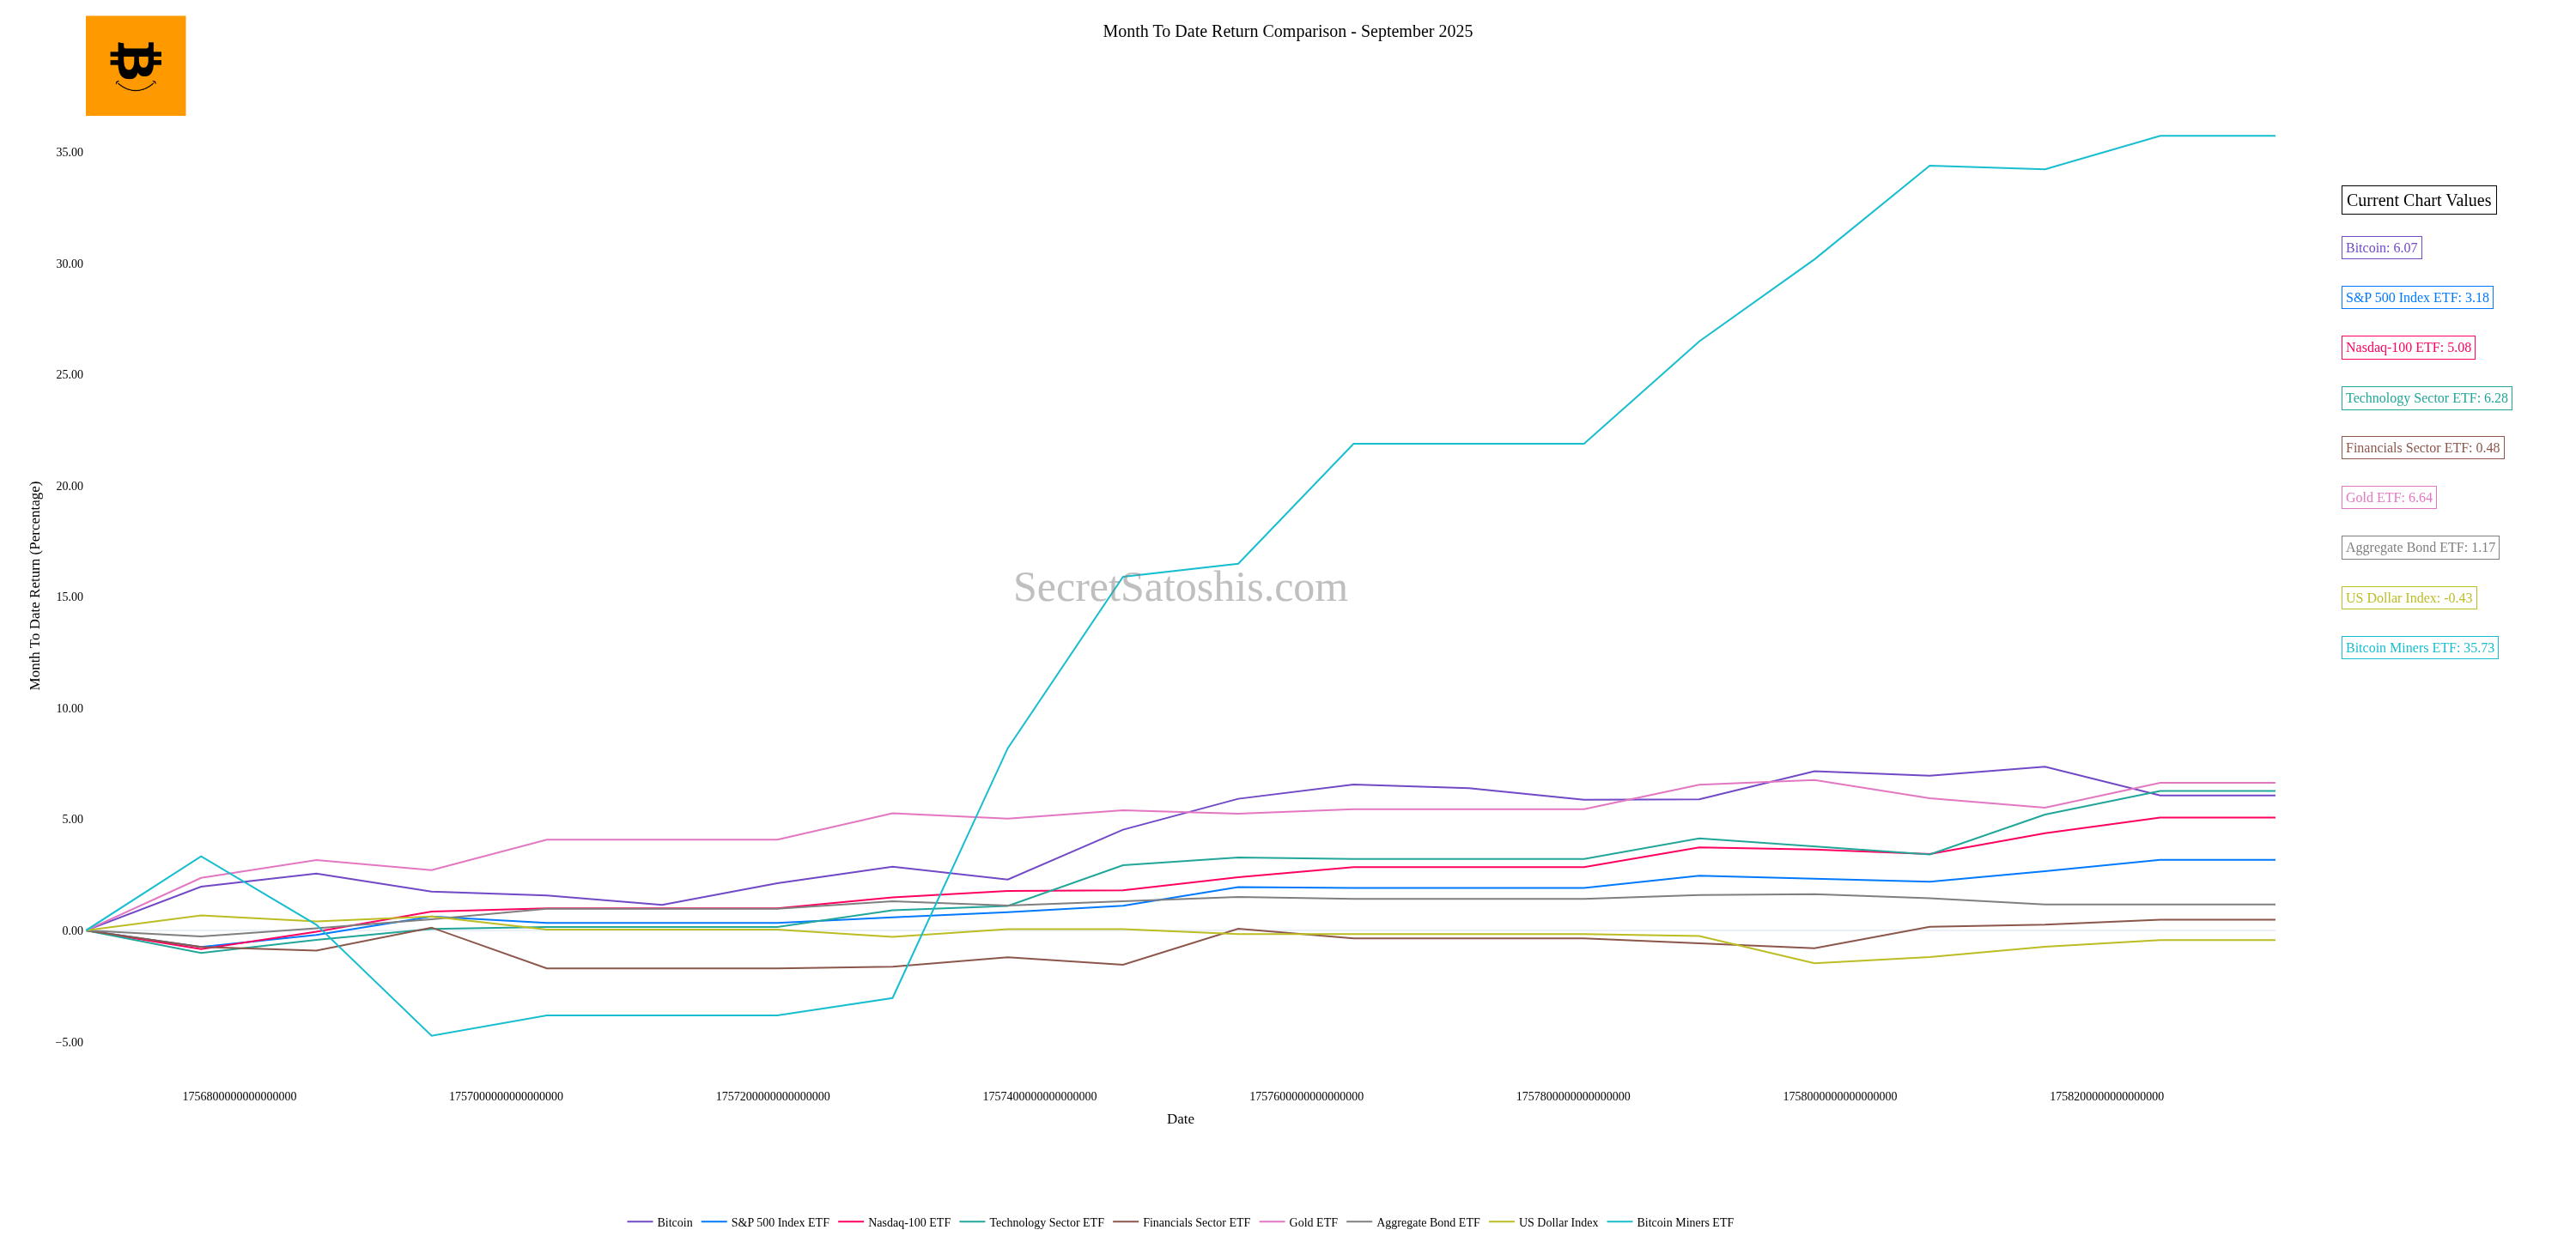 Month To Date Return Comparison - September 2025
35.00
30.00
25.00
20.00
15.00
10.00
5.00
0.00
−5.00
Month To Date Return (Percentage)
SecretSatoshis.com
Current Chart Values
Bitcoin: 6.07
S&P 500 Index ETF: 3.18
Nasdaq-100 ETF: 5.08
Technology Sector ETF: 6.28
Financials Sector ETF: 0.48
Gold ETF: 6.64
Aggregate Bond ETF: 1.17
US Dollar Index: -0.43
Bitcoin Miners ETF: 35.73
1756800000000000000 1757000000000000000 1757200000000000000 1757400000000000000 1757600000000000000 1757800000000000000 1758000000000000000 1758200000000000000
Date
Bitcoin S&P 500 Index ETF Nasdaq-100 ETF Technology Sector ETF Financials Sector ETF Gold ETF Aggregate Bond ETF US Dollar Index Bitcoin Miners ETF